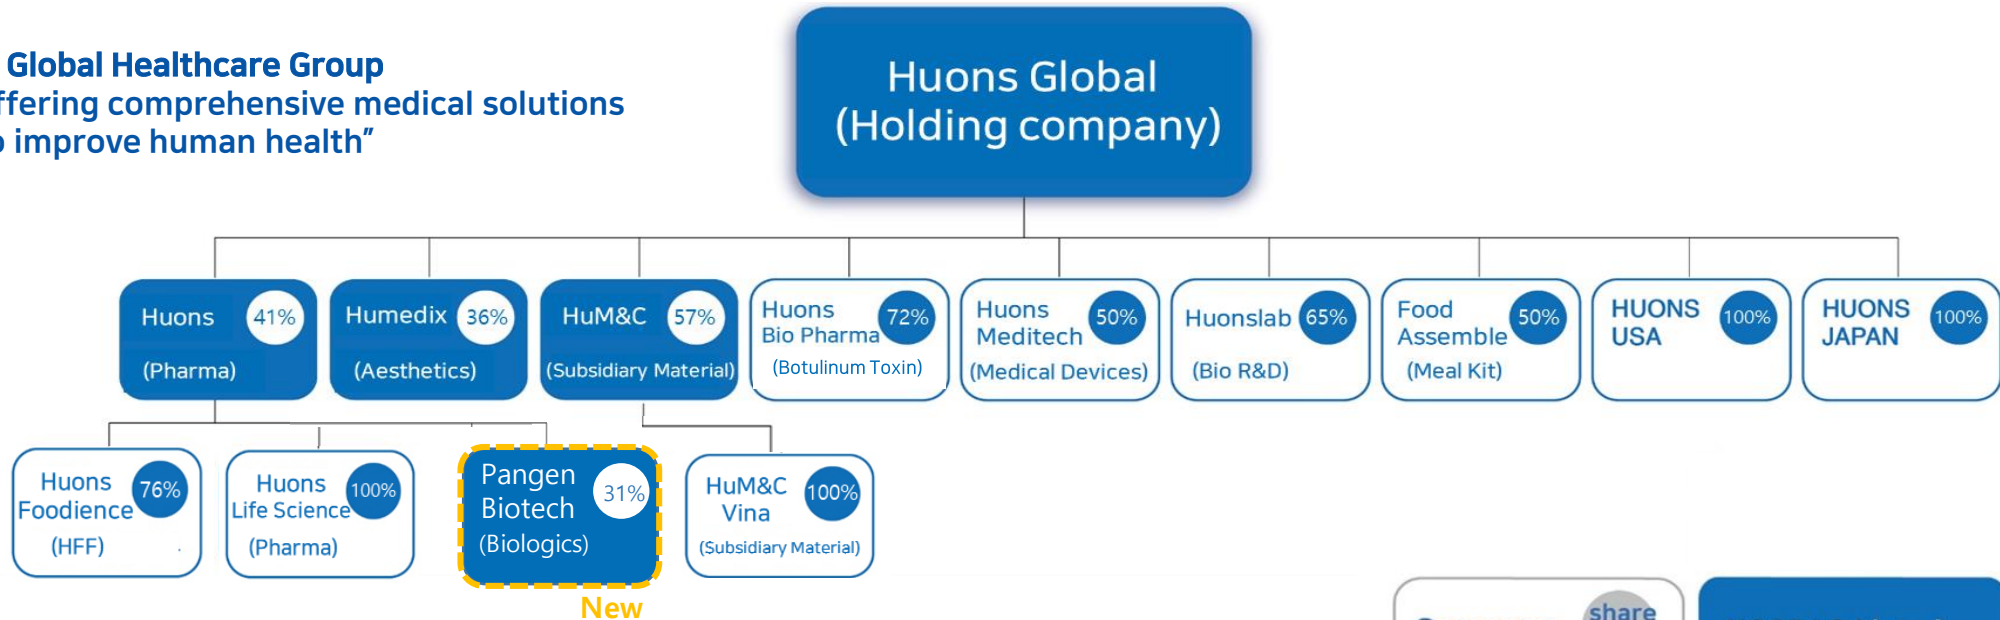 Global Healthcare Group
ffering comprehensive medical solutions
improve human health”
Huons Global
(Holding company)
Huons 41%
(Pharma)
Humedix 36%
(Aesthetics)
HuM&C 57%
(Subsidiary Material)
Huons
Bio Pharma 72%
(Botulinum Toxin)
Huons
Meditech 50%
(Medical Devices)
Huonslab 65%
(Bio R&D)
Food
Assemble 50%
(Meal Kit)
HUONS
USA 100%
HUONS
JAPAN 100%
Huons
Foodience 76%
(HFF)
Huons
Life Science 100%
(Pharma)
Pangen
Biotech 31%
(Biologics)
New
HuM&C
Vina 100%
(Subsidiary Material)
share